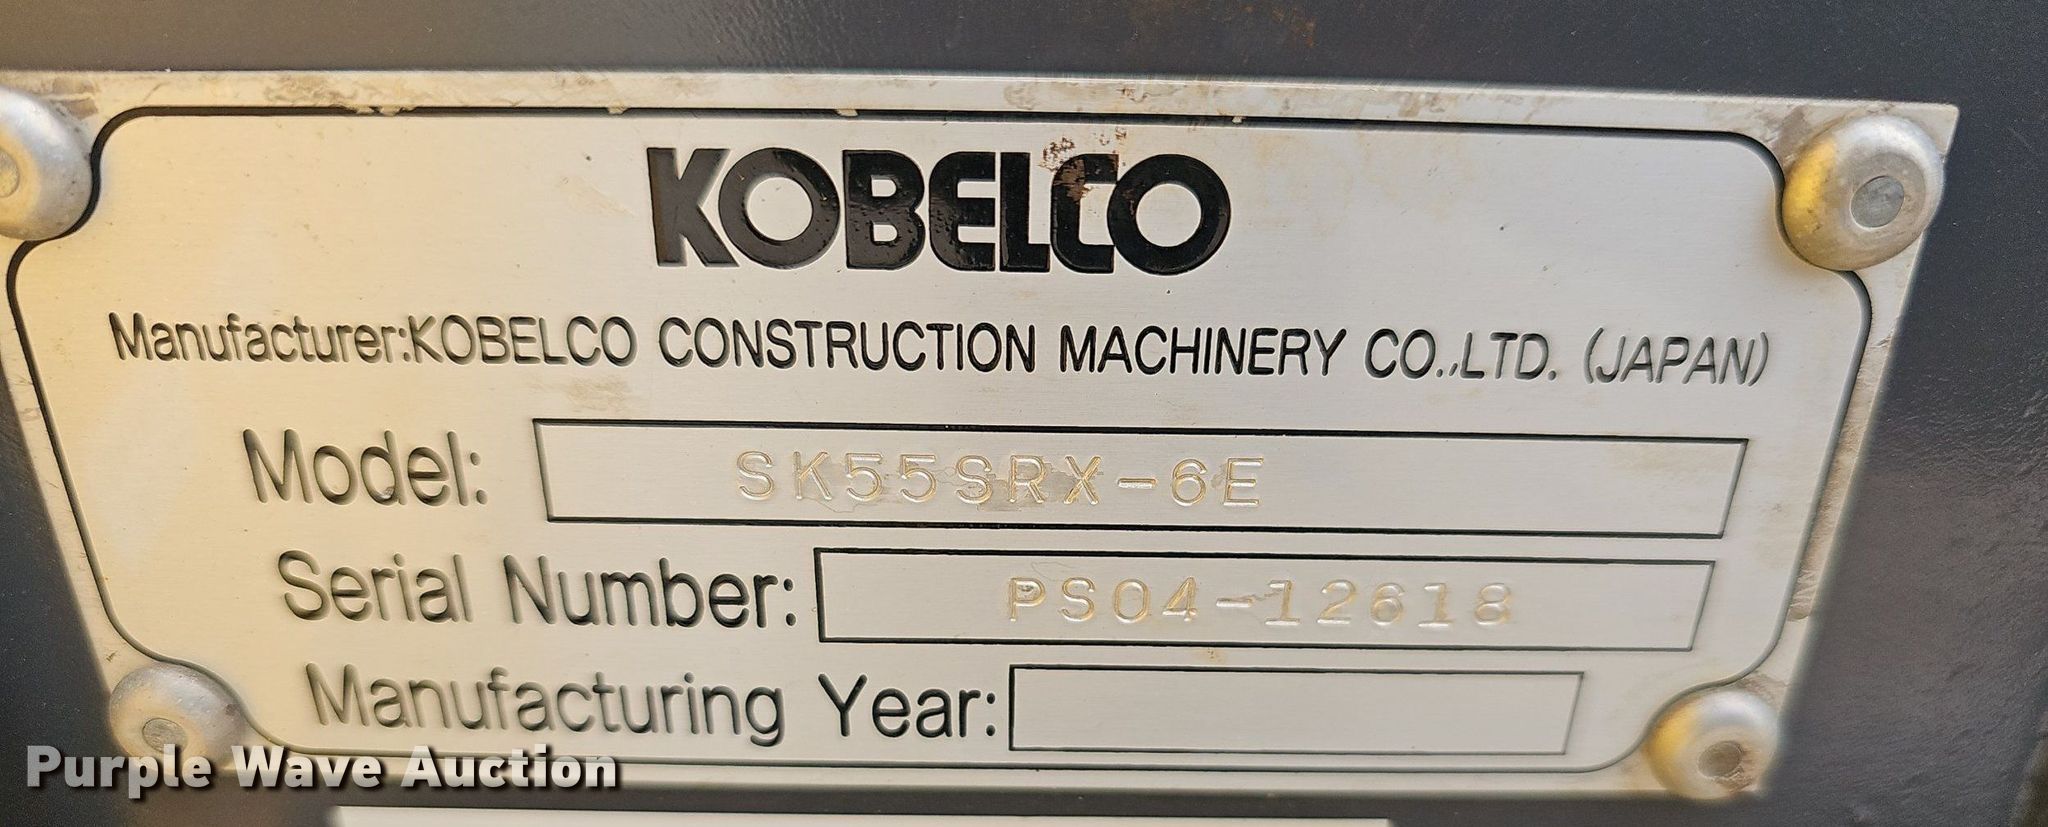 KOBELCO
Manufacturer:KOBELCO CONSTRUCTION MACHINERY CO.,LTD. (JAPAN)
Model: SK55SRX-6E
Serial Number: PS04-12618
Manufacturing Year:
Purple Wave Auction